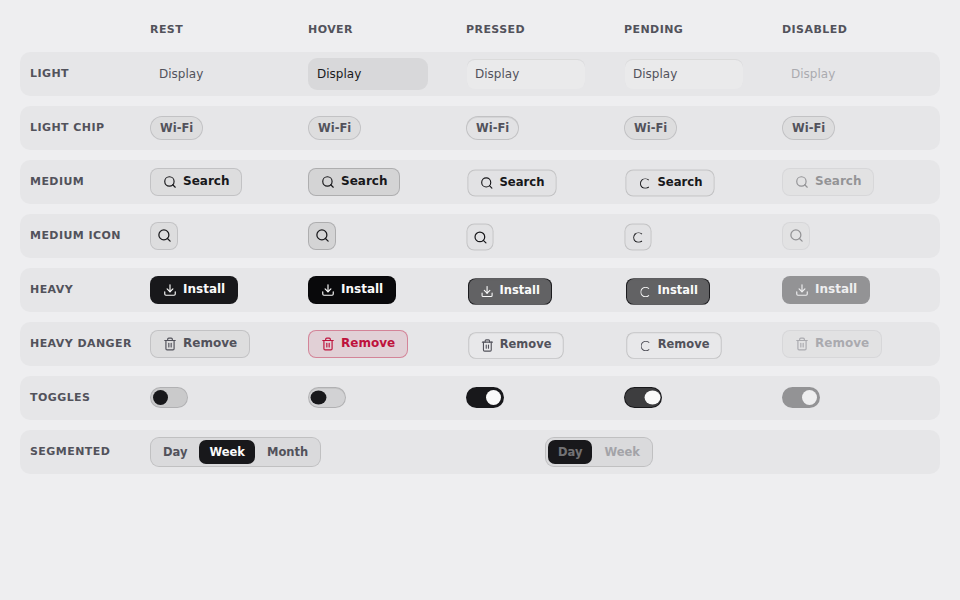 REST HOVER PRESSED PENDING DISABLED
LIGHT Display Display Display Display Display
LIGHT CHIP Wi-Fi Wi-Fi Wi-Fi Wi-Fi Wi-Fi
MEDIUM Search Search Search Search Search
MEDIUM ICON
HEAVY Install Install Install Install Install
HEAVY DANGER Remove Remove Remove Remove Remove
TOGGLES
SEGMENTED Day Week Month Day Week